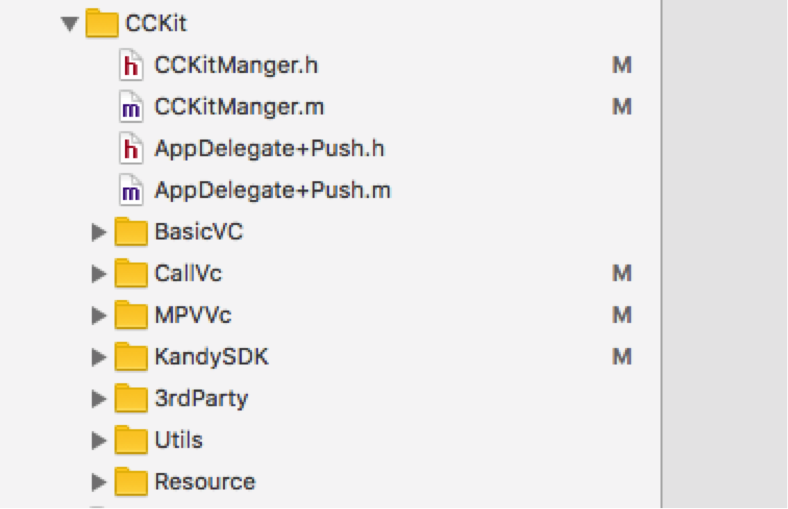 CCKit
h CCKitManger.h M
m CCKitManger.m M
h AppDelegate+Push.h
m AppDelegate+Push.m
BasicVC
CallVc M
MPVVc M
KandySDK M
3rdParty
Utils
Resource